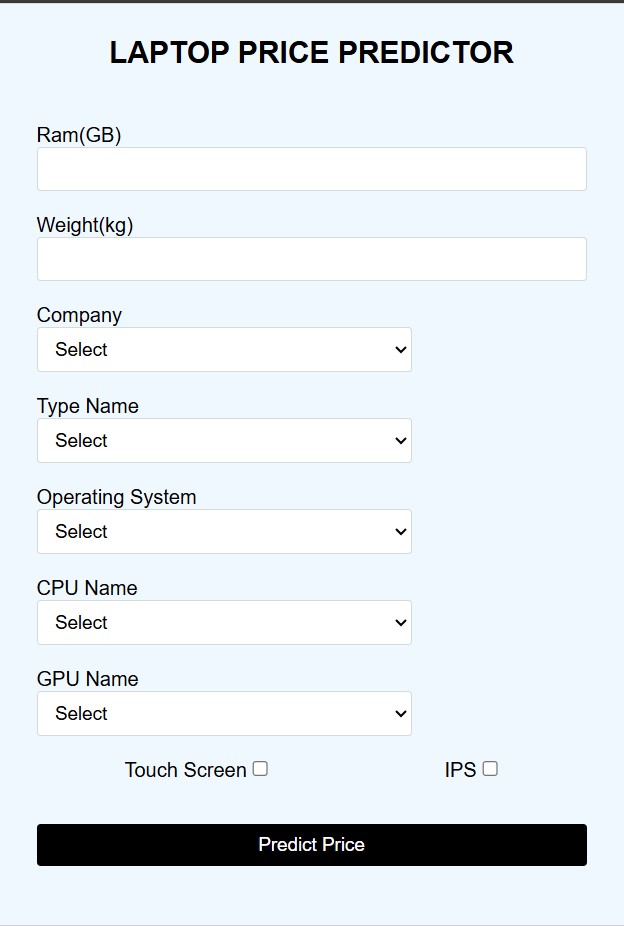 LAPTOP PRICE PREDICTOR
Ram(GB)
Weight(kg)
Company
Select
Type Name
Select
Operating System
Select
CPU Name
Select
GPU Name
Select
Touch Screen IPS
Predict Price